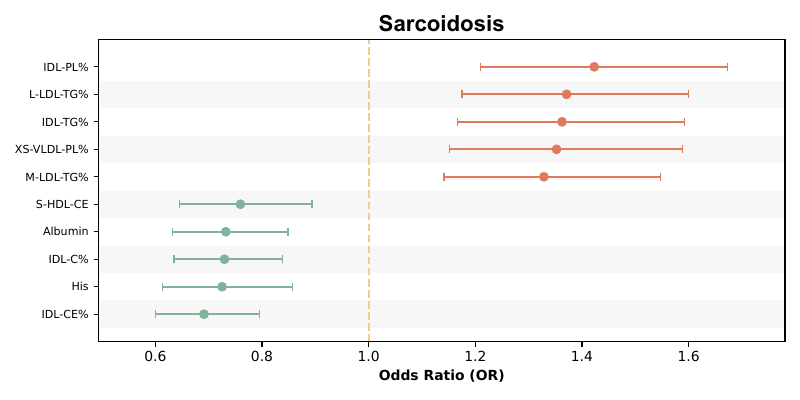 Sarcoidosis
IDL-PL%
L-LDL-TG%
IDL-TG%
XS-VLDL-PL%
M-LDL-TG%
S-HDL-CE
Albumin
IDL-C%
His
IDL-CE%
0.6 0.8 1.0 1.2 1.4 1.6
Odds Ratio (OR)